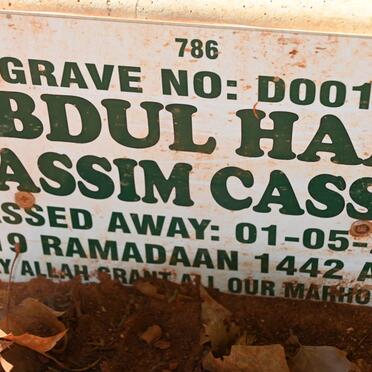 786
GRAVE NO: D001
BDUL HA
ASSIM CASS
SSED AWAY: 01-05-
19 RAMADAAN 1442 A
Y ALLAH GRANT ALL OUR MARHO